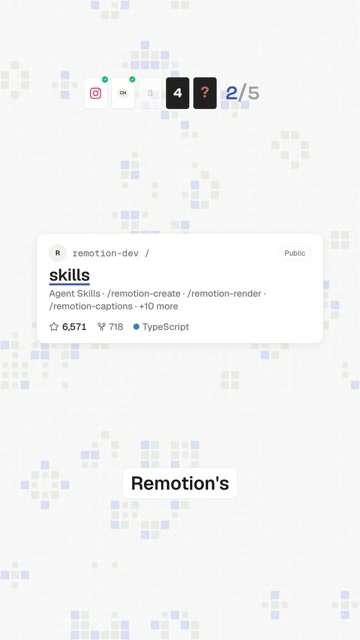 CH 3 4 ? 2/5
R remotion-dev / Public
skills
Agent Skills · /remotion-create · /remotion-render ·
/remotion-captions · +10 more
6,571 718 TypeScript
Remotion's